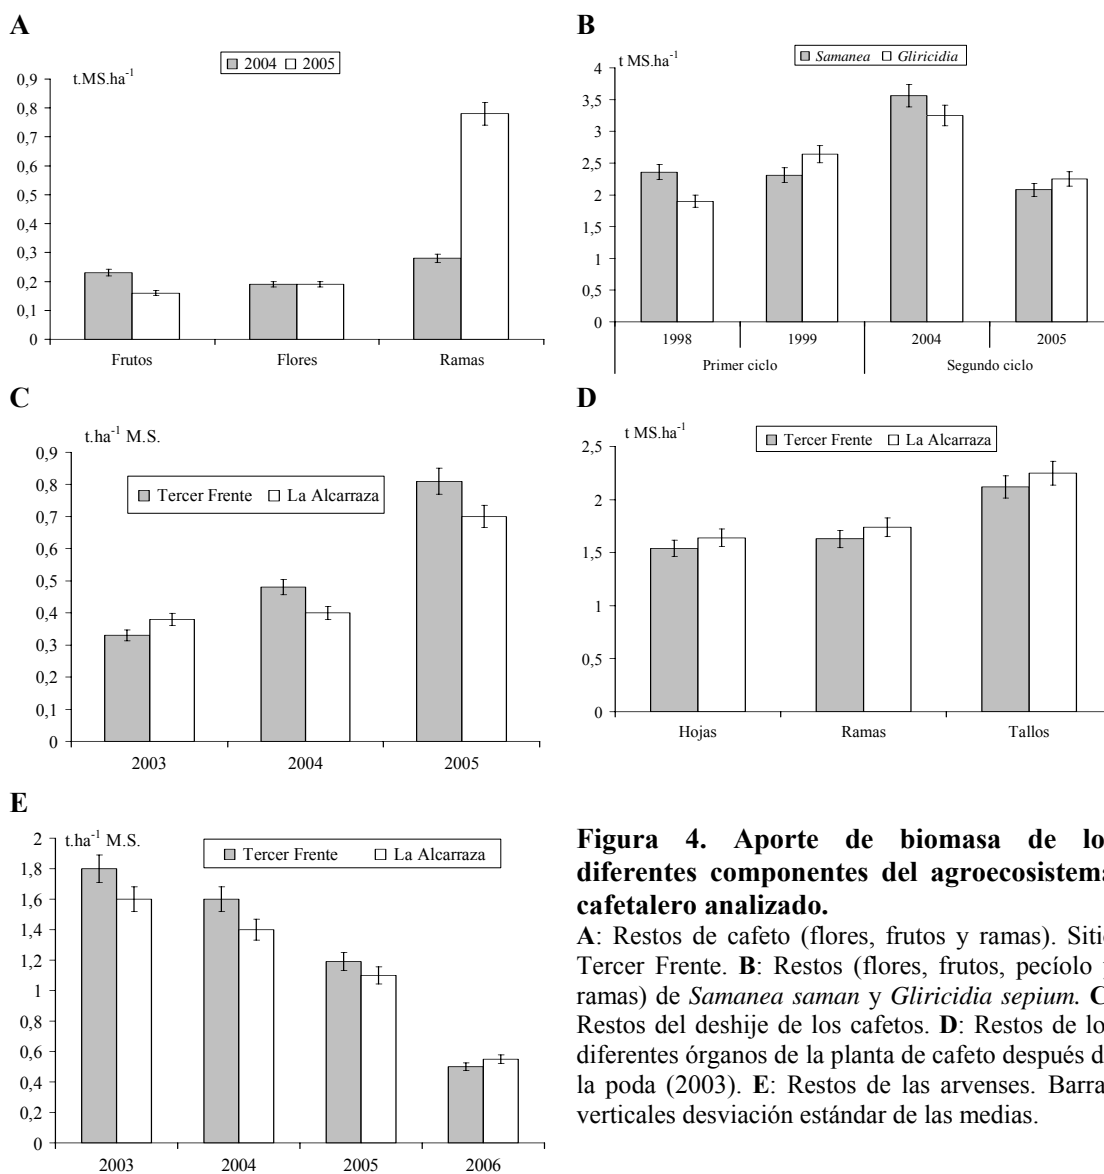 A
2004 2005
t.MS.ha-1
0,9
0,8
0,7
0,6
0,5
0,4
0,3
0,2
0,1
0
Frutos Flores Ramas
B
t MS.ha-1
Samanea Gliricidia
4
3,5
3
2,5
2
1,5
1
0,5
0
1998 1999 2004 2005
Primer ciclo Segundo ciclo
C
t.ha-1 M.S.
Tercer Frente La Alcarraza
0,9
0,8
0,7
0,6
0,5
0,4
0,3
0,2
0,1
0
2003 2004 2005
D
t MS.ha-1
Tercer Frente La Alcarraza
2,5
2
1,5
1
0,5
0
Hojas Ramas Tallos
E
t.ha-1 M.S.
Tercer Frente La Alcarraza
2
1,8
1,6
1,4
1,2
1
0,8
0,6
0,4
0,2
0
2003 2004 2005 2006
Figura 4. Aporte de biomasa de lo
diferentes componentes del agroecosistema
cafetalero analizado.
A: Restos de cafeto (flores, frutos y ramas). Sitio
Tercer Frente. B: Restos (flores, frutos, pecíolo y
ramas) de Samanea saman y Gliricidia sepium. C
Restos del deshije de los cafetos. D: Restos de lo
diferentes órganos de la planta de cafeto después d
la poda (2003). E: Restos de las arvenses. Barra
verticales desviación estándar de las medias.